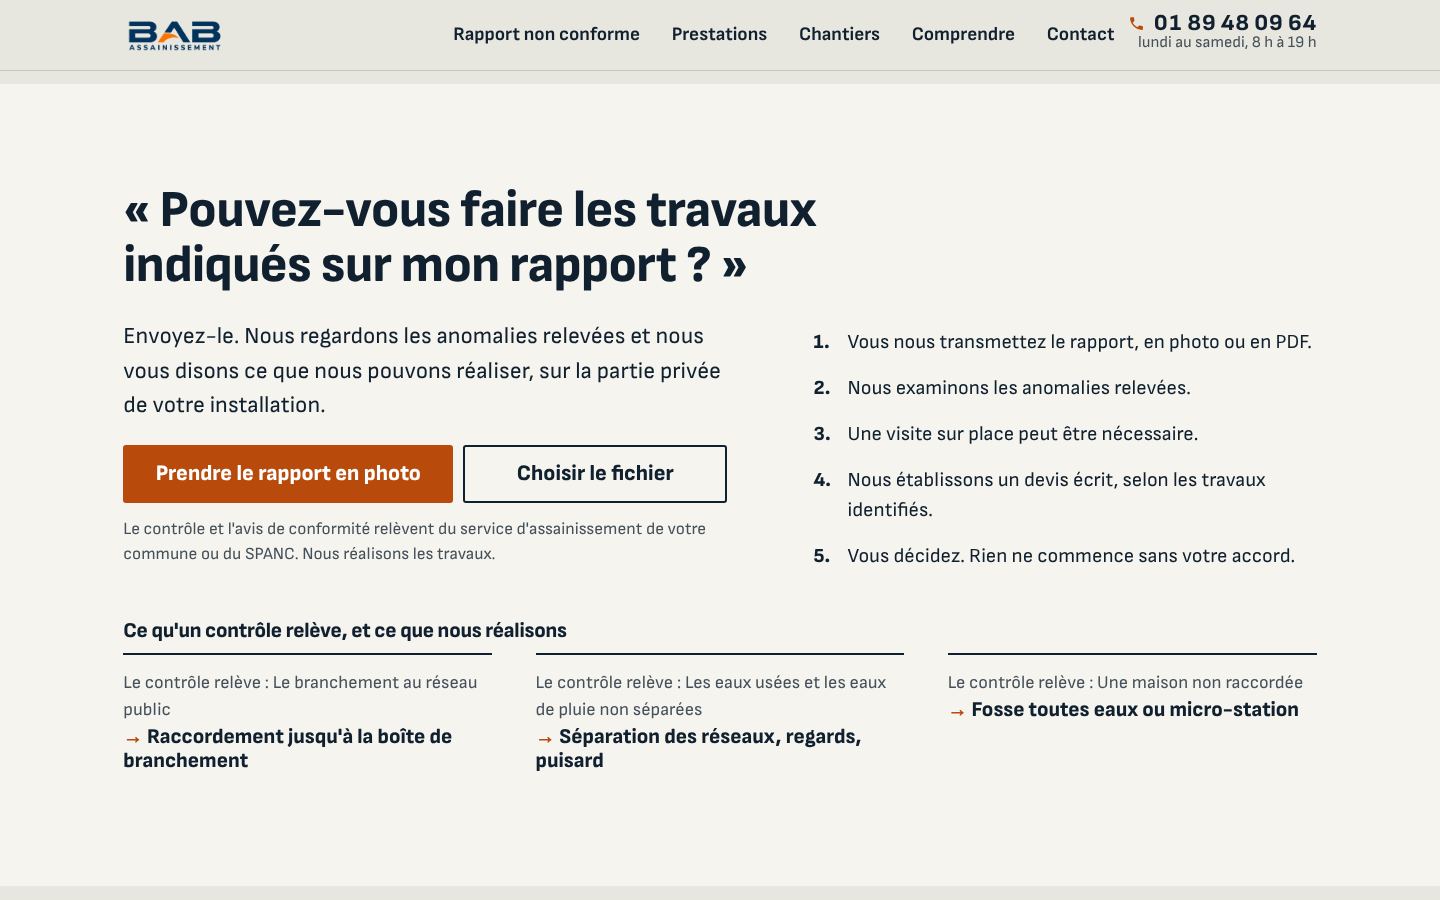 BAB
ASSAINISSEMENT
Rapport non conforme
Prestations
Chantiers
Comprendre
Contact
01 89 48 09 64
lundi au samedi, 8 h à 19 h
« Pouvez-vous faire les travaux
indiqués sur mon rapport ? »
Envoyez-le. Nous regardons les anomalies relevées et nous
vous disons ce que nous pouvons réaliser, sur la partie privée
de votre installation.
Prendre le rapport en photo
Choisir le fichier
Le contrôle et l'avis de conformité relèvent du service d'assainissement de votre
commune ou du SPANC. Nous réalisons les travaux.
1. Vous nous transmettez le rapport, en photo ou en PDF.
2. Nous examinons les anomalies relevées.
3. Une visite sur place peut être nécessaire.
4. Nous établissons un devis écrit, selon les travaux
identifiés.
5. Vous décidez. Rien ne commence sans votre accord.
Ce qu'un contrôle relève, et ce que nous réalisons
Le contrôle relève : Le branchement au réseau
public
→ Raccordement jusqu'à la boîte de
branchement
Le contrôle relève : Les eaux usées et les eaux
de pluie non séparées
→ Séparation des réseaux, regards,
puisard
Le contrôle relève : Une maison non raccordée
→ Fosse toutes eaux ou micro-station